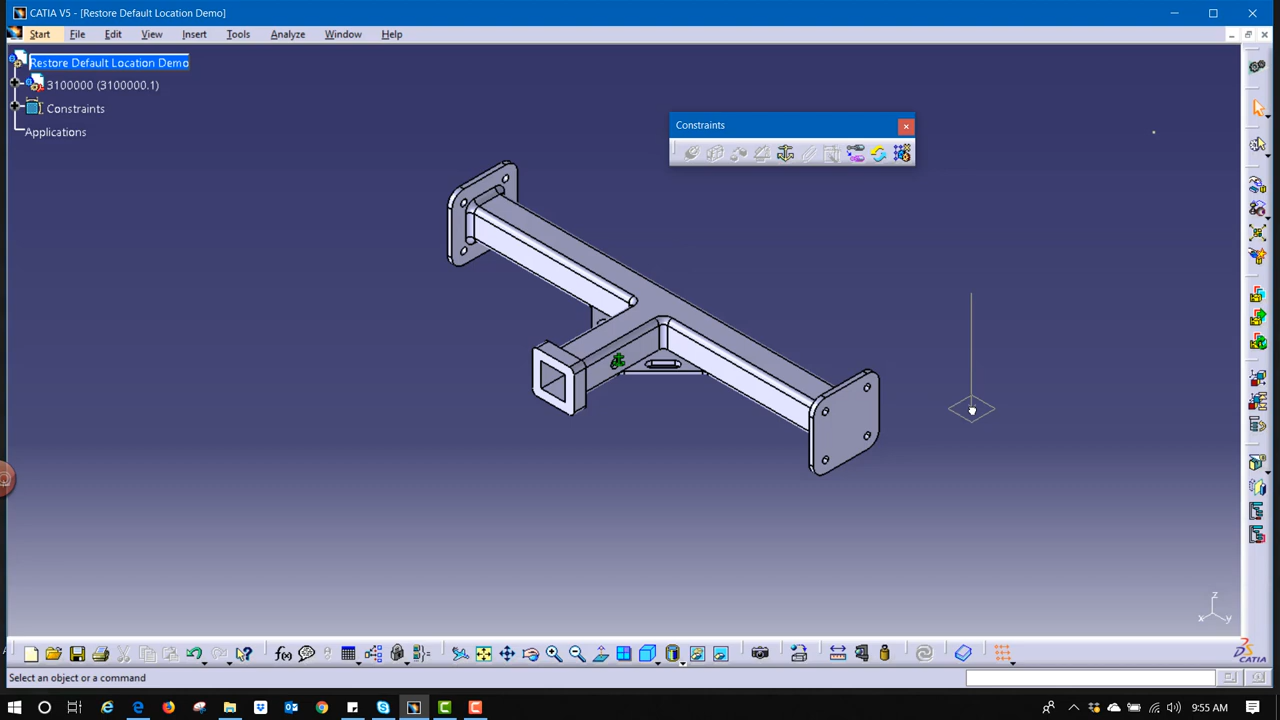 CATIA V5 - [Restore Default Location Demo]
Start File Edit View Insert Tools Analyze Window Help
Restore Default Location Demo
3100000 (3100000.1)
Constraints
Applications
Constraints
z
x y
f(x)
CATIA
Select an object or a command
9:55 AM